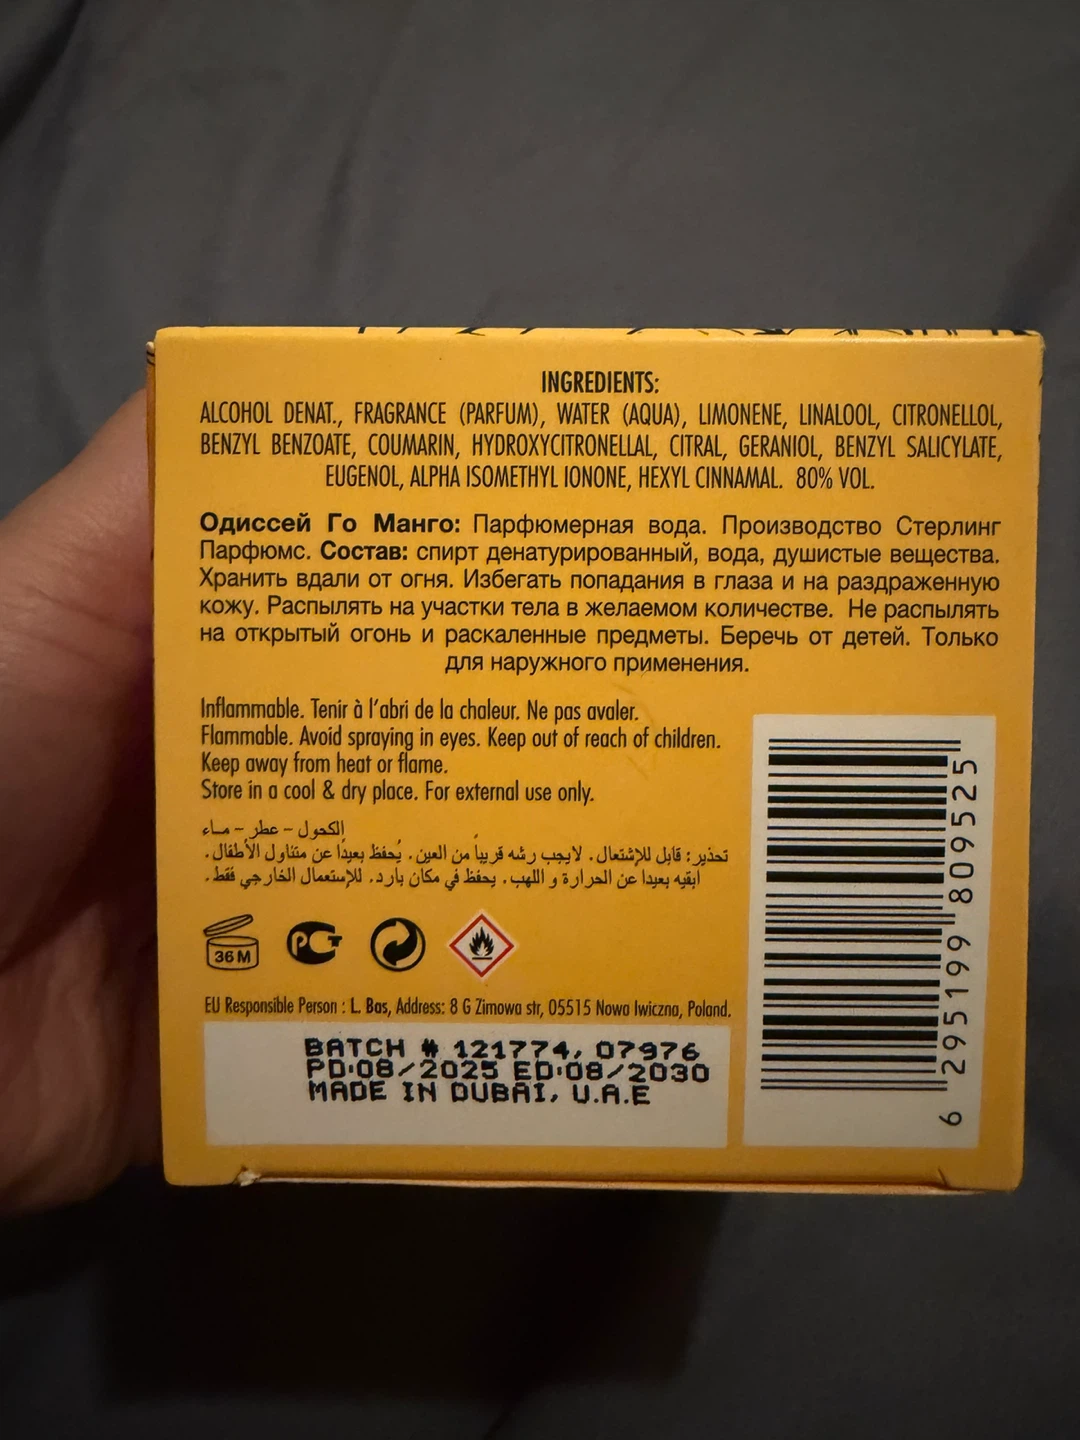 INGREDIENTS:
ALCOHOL DENAT., FRAGRANCE (PARFUM), WATER (AQUA), LIMONENE, LINALOOL, CITRONELLOL,
BENZYL BENZOATE, COUMARIN, HYDROXYCITRONELLAL, CITRAL, GERANIOL, BENZYL SALICYLATE,
EUGENOL, ALPHA ISOMETHYL IONONE, HEXYL CINNAMAL. 80% VOL.
Одиссей Го Манго: Парфюмерная вода. Производство Стерлинг
Парфюмс. Состав: спирт денатурированный, вода, душистые вещества.
Хранить вдали от огня. Избегать попадания в глаза и на раздраженную
кожу. Распылять на участки тела в желаемом количестве. Не распылять
на открытый огонь и раскаленные предметы. Беречь от детей. Только
для наружного применения.
Inflammable. Tenir à l'abri de la chaleur. Ne pas avaler.
Flammable. Avoid spraying in eyes. Keep out of reach of children.
Keep away from heat or flame.
Store in a cool & dry place. For external use only.
الكحول – عطر – مـاء
تحذير: قابل للإشتعال. لايجب رشه قريباً من العين. يُحفظ بعيداً عن متناول الأطفال.
ابقيه بعيدا عن الحرارة و اللهب. يحفظ في مكان بارد. للإستعمال الخارجي فقط.
36 M
PCT
EU Responsible Person : L. Bas, Address: 8 G Zimowa str, 05515 Nowa Iwiczna, Poland.
BATCH # 121774, 07976
PD:08/2025 ED:08/2030
MADE IN DUBAI, U.A.E
6 295199 809525